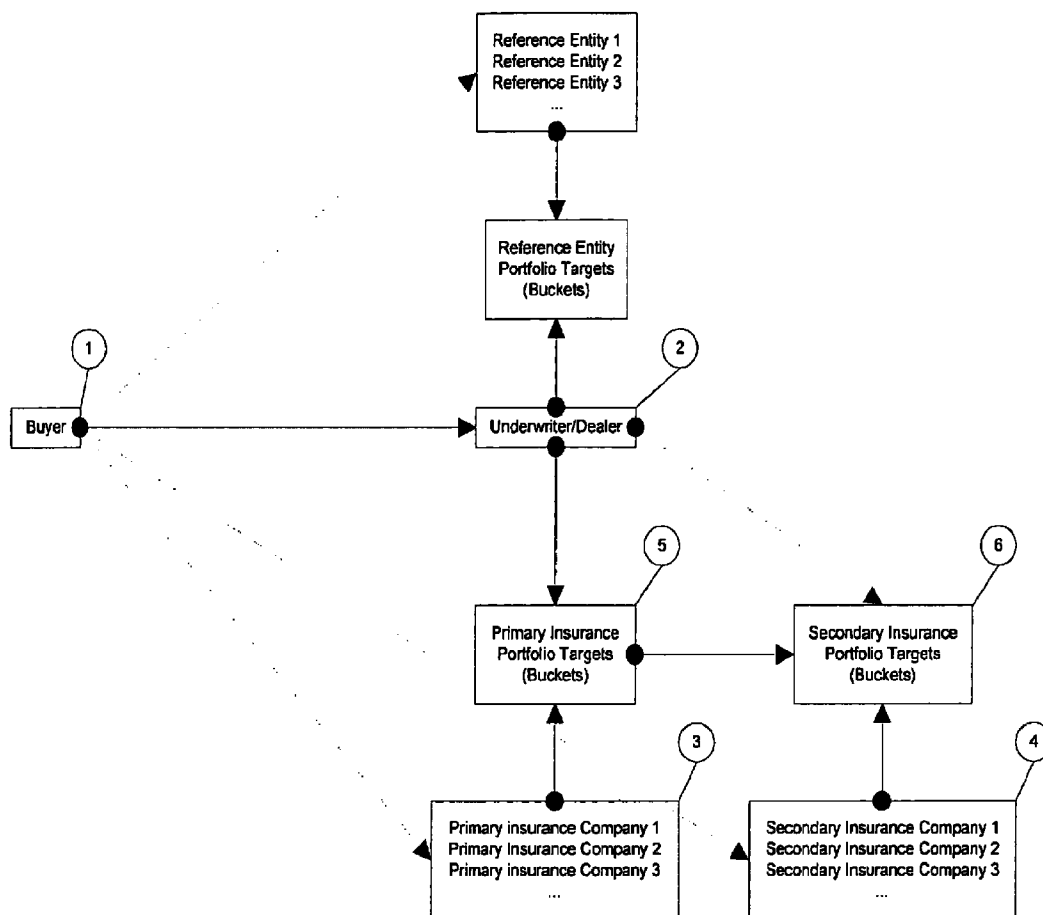 Reference Entity 1
Reference Entity 2
Reference Entity 3
...
Reference Entity
Portfolio Targets
(Buckets)
1
2
Buyer
Underwriter/Dealer
5
6
Primary Insurance
Portfolio Targets
(Buckets)
Secondary Insurance
Portfolio Targets
(Buckets)
3
4
Primary insurance Company 1
Primary Insurance Company 2
Primary insurance Company 3
...
Secondary Insurance Company 1
Secondary Insurance Company 2
Secondary Insurance Company 3
...